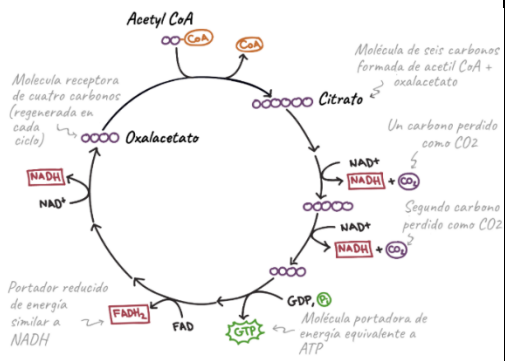 Acetyl CoA
CoA
CoA
Molécula de seis carbonos
formada de acetil CoA +
oxalacetato
Citrato
Molecula receptora
de cuatro carbonos
(regenerada en
cada
ciclo)
Oxalacetato
Un carbono perdido
como CO2
NAD+
NADH + CO₂
Segundo carbono
perdido como CO2
NAD+
NADH + CO₂
NADH
NAD⁺
GDP, Pi
GTP
Molécula portadora de
energía equivalente a
ATP
Portador reducido
de energía
similar a
NADH
FADH₂
FAD